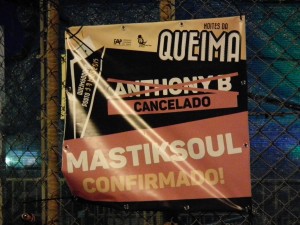 NOITES DO
QUEIMA
ANTHONY B
CANCELADO
MASTIKSOUL
CONFIRMADO!